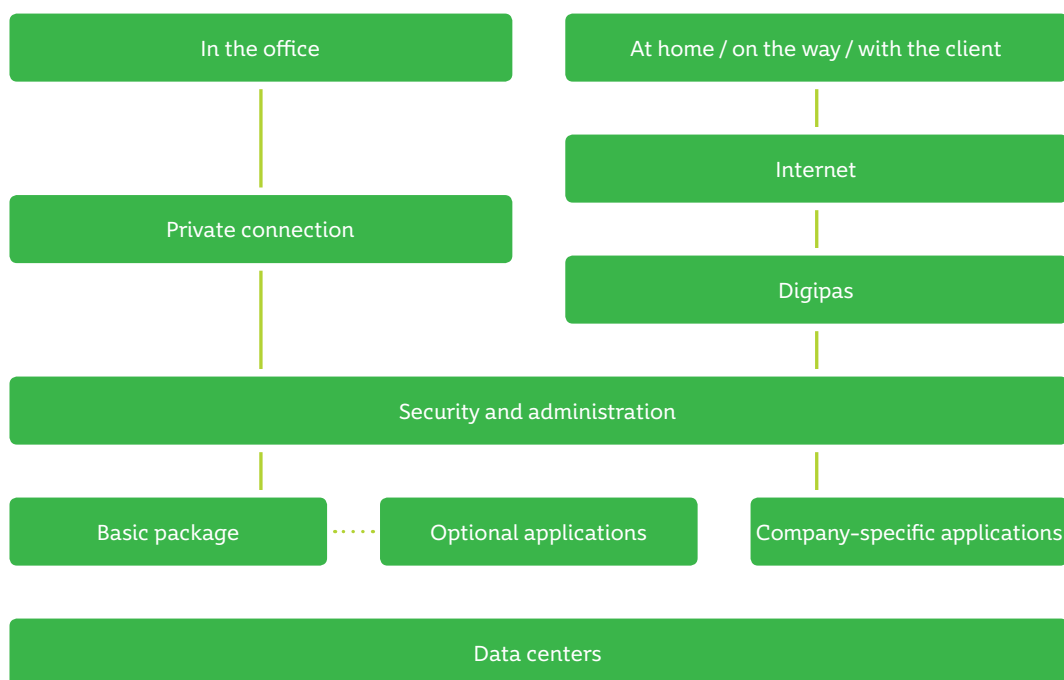 In the office
At home / on the way / with the client
Internet
Private connection
Digipas
Security and administration
Basic package
Optional applications
Company-specific applications
Data centers